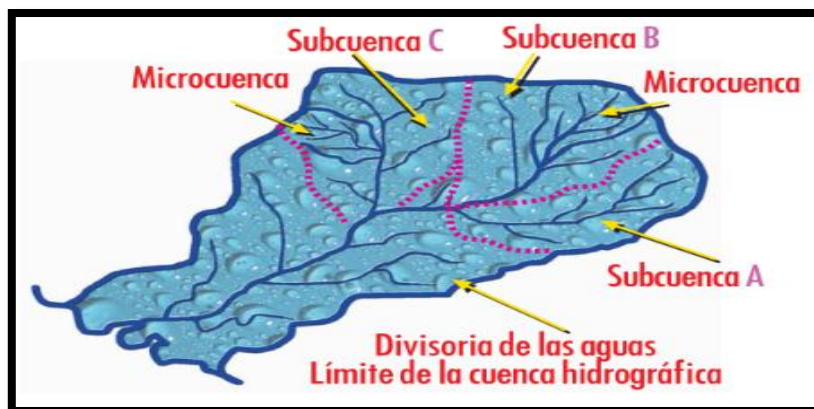 Subcuenca C
Subcuenca B
Microcuenca
Microcuenca
Subcuenca A
Divisoria de las aguas
Límite de la cuenca hidrográfica